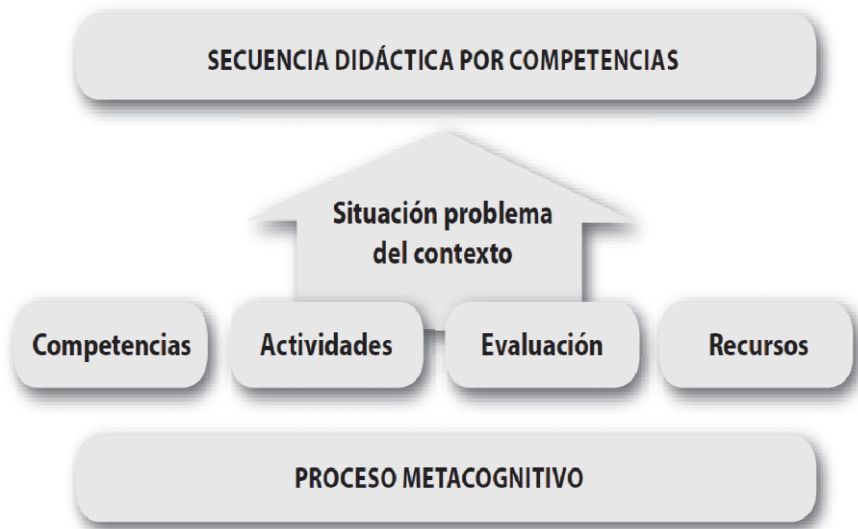 SECUENCIA DIDÁCTICA POR COMPETENCIAS
Situación problema
del contexto
Competencias
Actividades
Evaluación
Recursos
PROCESO METACOGNITIVO